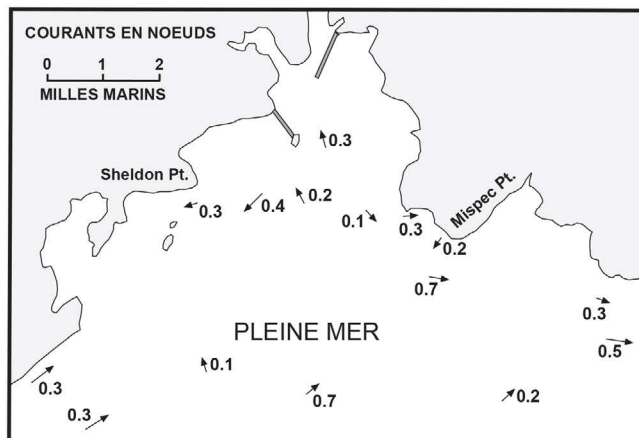 COURANTS EN NOEUDS
0 1 2
MILLES MARINS
0.3
Sheldon Pt.
Mispec Pt.
0.3
0.4
0.2
0.1
0.3
0.2
0.7
0.3
PLEINE MER
0.5
0.1
0.3
0.7
0.2
0.3